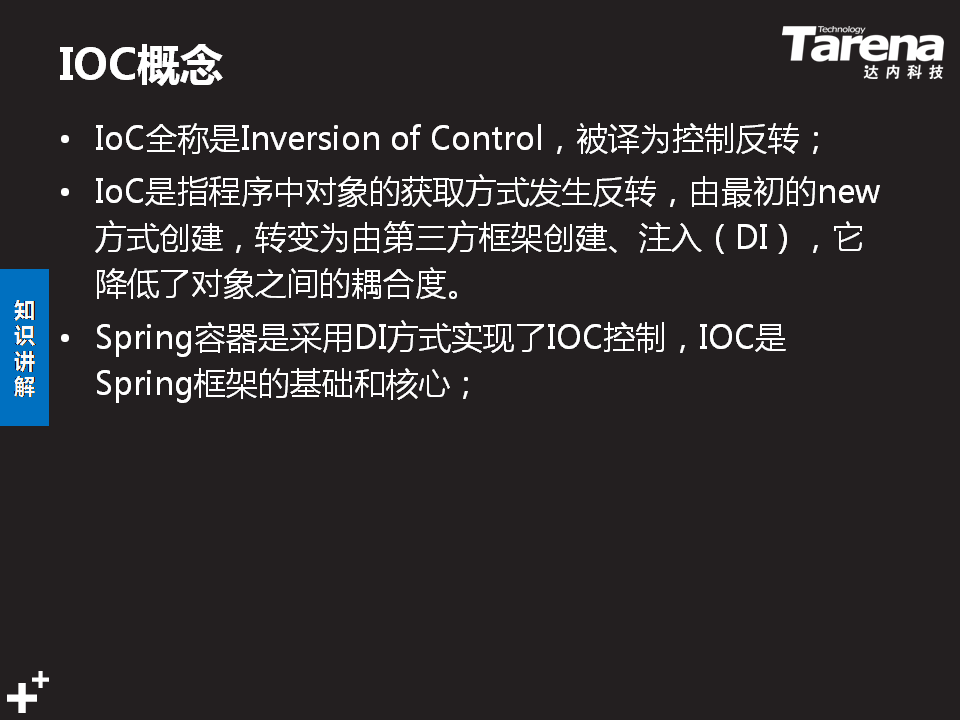 IOC概念
Technology
Tarena
达内科技
• IoC全称是Inversion of Control，被译为控制反转；
• IoC是指程序中对象的获取方式发生反转，由最初的new
方式创建，转变为由第三方框架创建、注入（DI），它
降低了对象之间的耦合度。
• Spring容器是采用DI方式实现了IOC控制，IOC是
Spring框架的基础和核心；
知
识
讲
解